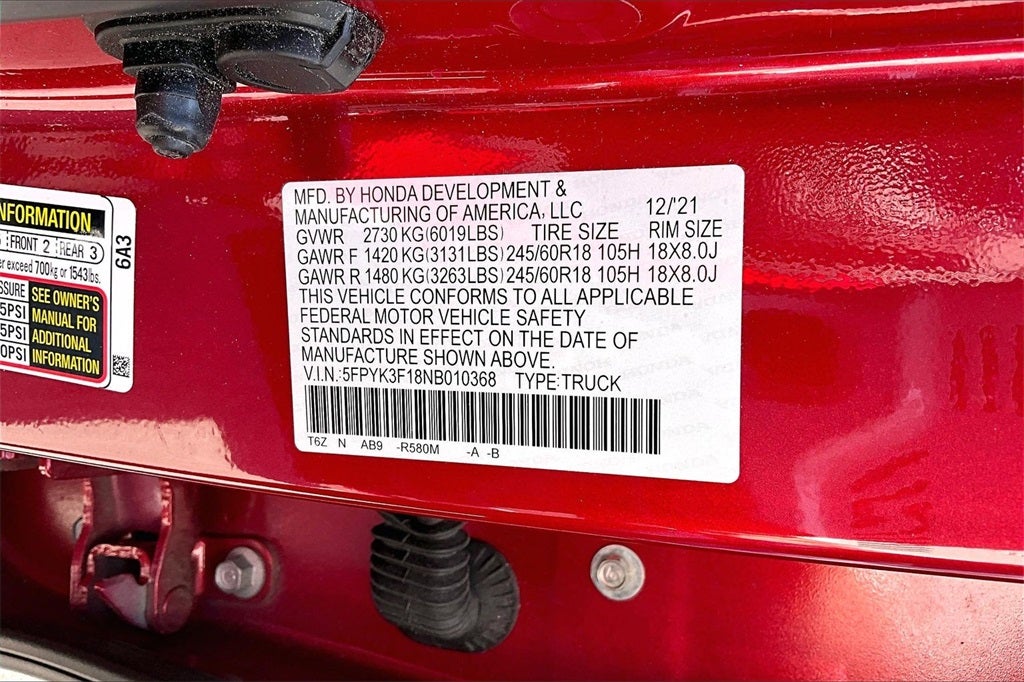 INFORMATION
FRONT 2 REAR 3
exceed 700kg or 1543lbs.
SEE OWNER'S
MANUAL FOR
ADDITIONAL
INFORMATION
5PSI
5PSI
0PSI
6A3
MFD. BY HONDA DEVELOPMENT &
MANUFACTURING OF AMERICA, LLC 12/21
GVWR 2730 KG(6019LBS) TIRE SIZE RIM SIZE
GAWR F 1420 KG(3131LBS) 245/60R18 105H 18X8.0J
GAWR R 1480 KG(3263LBS) 245/60R18 105H 18X8.0J
THIS VEHICLE CONFORMS TO ALL APPLICABLE
FEDERAL MOTOR VEHICLE SAFETY
STANDARDS IN EFFECT ON THE DATE OF
MANUFACTURE SHOWN ABOVE.
V.I.N.:5FPYK3F18NB010368 TYPE:TRUCK
T6Z N AB9 -R580M -A -B